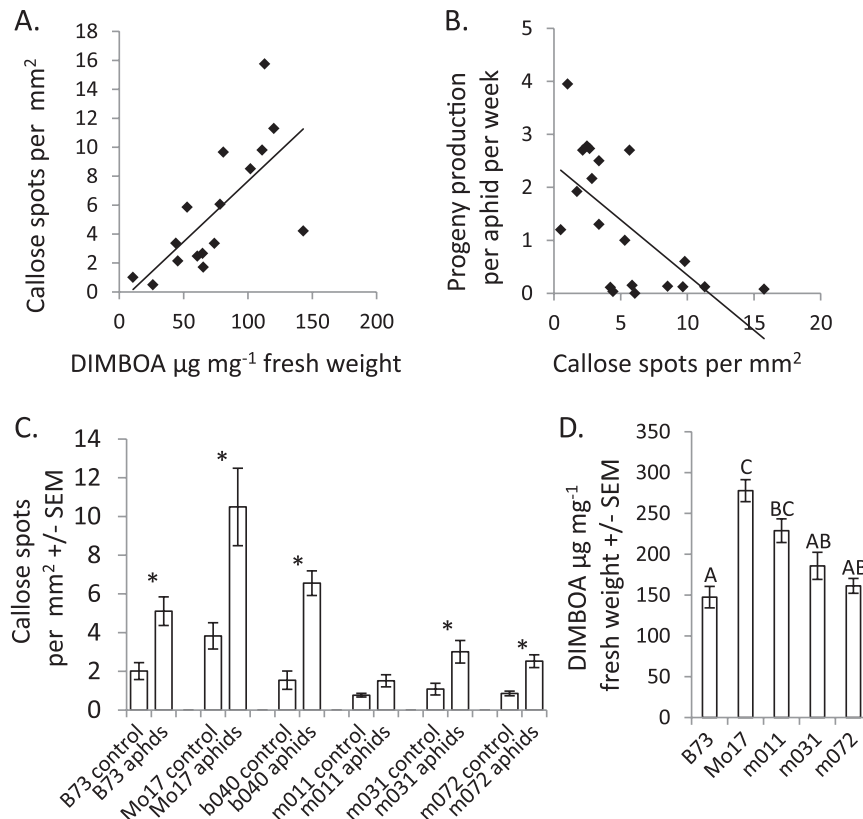 A.
Callose spots per mm²
18
16
14
12
10
8
6
4
2
0
0 50 100 150 200
DIMBOA µg mg⁻¹ fresh weight
B.
Progeny production
per aphid per week
5
4
3
2
1
0
0 5 10 15 20
Callose spots per mm²
C.
Callose spots
per mm² +/- SEM
14
12
10
8
6
4
2
0
* * * * *
B73 control
B73 aphids
Mo17 control
Mo17 aphids
b040 control
b040 aphids
m011 control
m011 aphids
m031 control
m031 aphids
m072 control
m072 aphids
D.
DIMBOA µg mg⁻¹
fresh weight +/- SEM
350
300
250
200
150
100
50
0
A C BC AB AB
B73
Mo17
m011
m031
m072